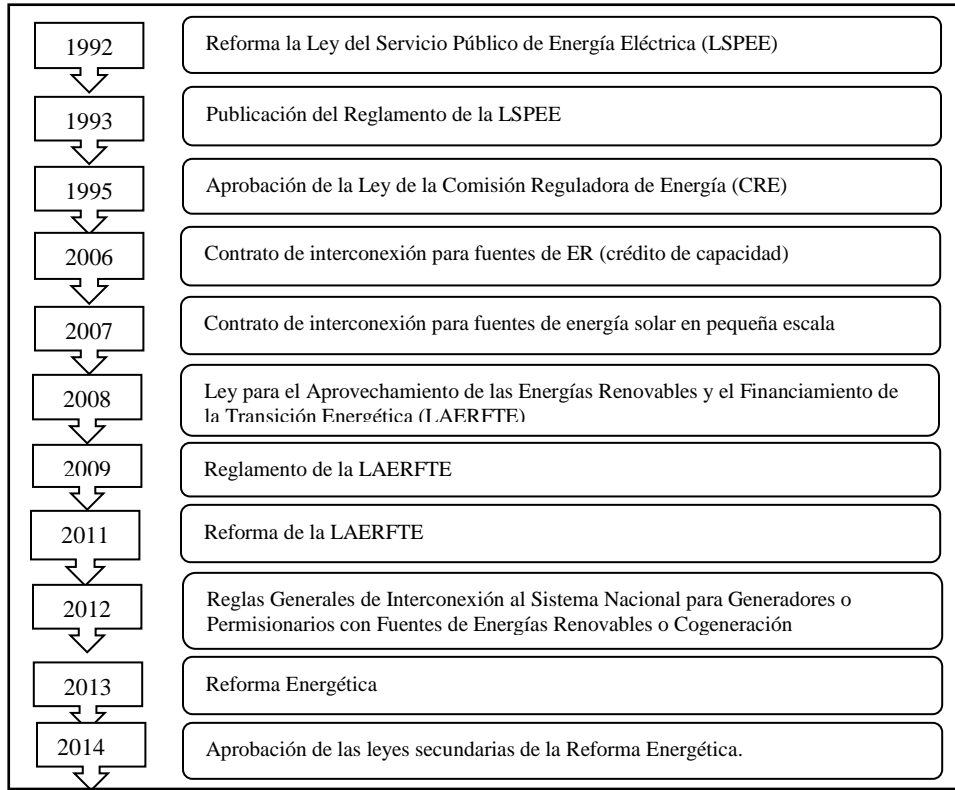 1992
Reforma la Ley del Servicio Público de Energía Eléctrica (LSPEE)
1993
Publicación del Reglamento de la LSPEE
1995
Aprobación de la Ley de la Comisión Reguladora de Energía (CRE)
2006
Contrato de interconexión para fuentes de ER (crédito de capacidad)
2007
Contrato de interconexión para fuentes de energía solar en pequeña escala
2008
Ley para el Aprovechamiento de las Energías Renovables y el Financiamiento de
la Transición Energética (LAERFTE)
2009
Reglamento de la LAERFTE
2011
Reforma de la LAERFTE
2012
Reglas Generales de Interconexión al Sistema Nacional para Generadores o
Permisionarios con Fuentes de Energías Renovables o Cogeneración
2013
Reforma Energética
2014
Aprobación de las leyes secundarias de la Reforma Energética.